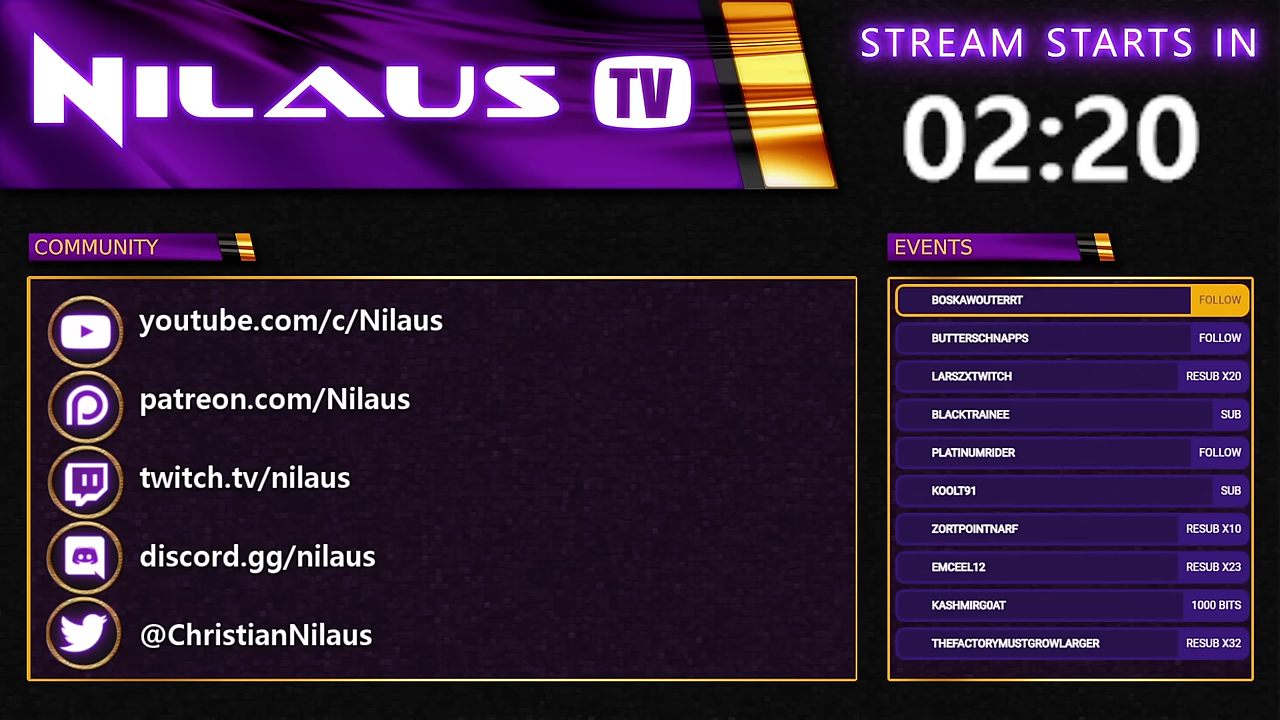 NILAUS TV
STREAM STARTS IN
02:20
COMMUNITY
youtube.com/c/Nilaus
patreon.com/Nilaus
twitch.tv/nilaus
discord.gg/nilaus
@ChristianNilaus
EVENTS
BOSKAWOUTERRT FOLLOW
BUTTERSCHNAPPS FOLLOW
LARSZXTWITCH RESUB X20
BLACKTRAINEE SUB
PLATINUMRIDER FOLLOW
KOOLT91 SUB
ZORTPOINTNARF RESUB X10
EMCEEL12 RESUB X23
KASHMIRG0AT 1000 BITS
THEFACTORYMUSTGROWLARGER RESUB X32